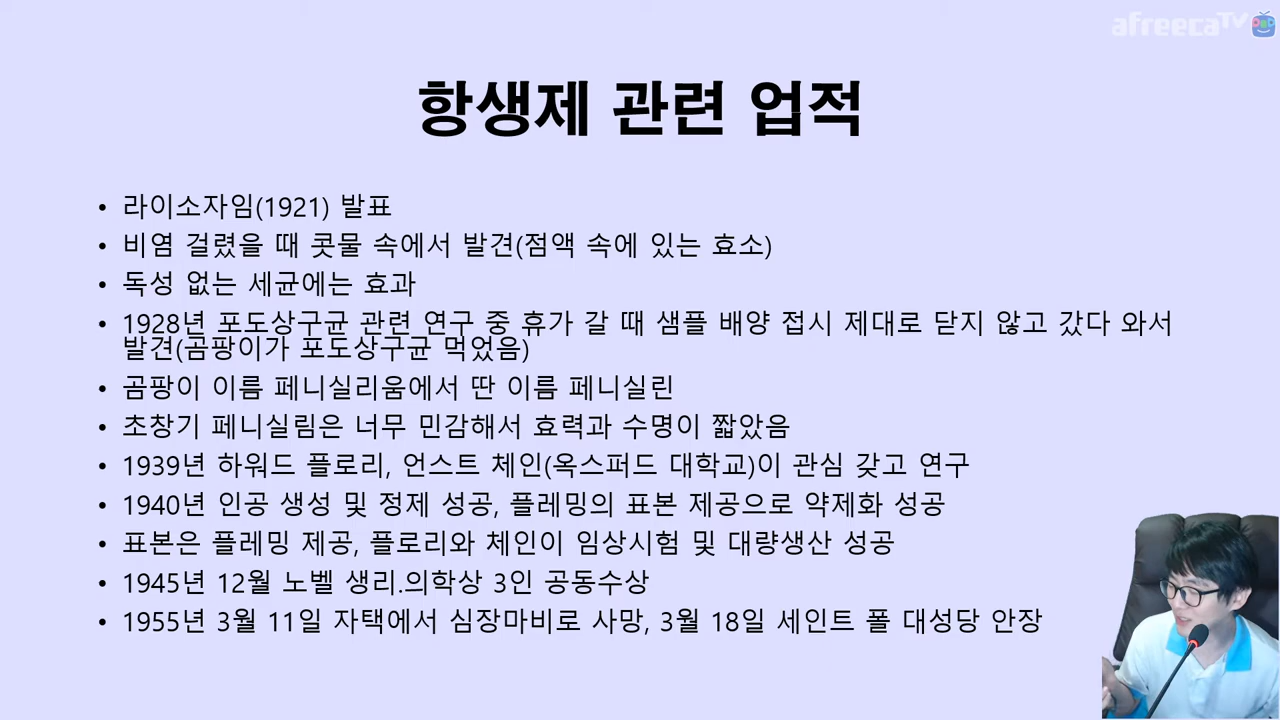 afreecaTV
항생제 관련 업적
• 라이소자임(1921) 발표
• 비염 걸렸을 때 콧물 속에서 발견(점액 속에 있는 효소)
• 독성 없는 세균에는 효과
• 1928년 포도상구균 관련 연구 중 휴가 갈 때 샘플 배양 접시 제대로 닫지 않고 갔다 와서
발견(곰팡이가 포도상구균 먹었음)
• 곰팡이 이름 페니실리움에서 딴 이름 페니실린
• 초창기 페니실림은 너무 민감해서 효력과 수명이 짧았음
• 1939년 하워드 플로리, 언스트 체인(옥스퍼드 대학교)이 관심 갖고 연구
• 1940년 인공 생성 및 정제 성공, 플레밍의 표본 제공으로 약제화 성공
• 표본은 플레밍 제공, 플로리와 체인이 임상시험 및 대량생산 성공
• 1945년 12월 노벨 생리.의학상 3인 공동수상
• 1955년 3월 11일 자택에서 심장마비로 사망, 3월 18일 세인트 폴 대성당 안장